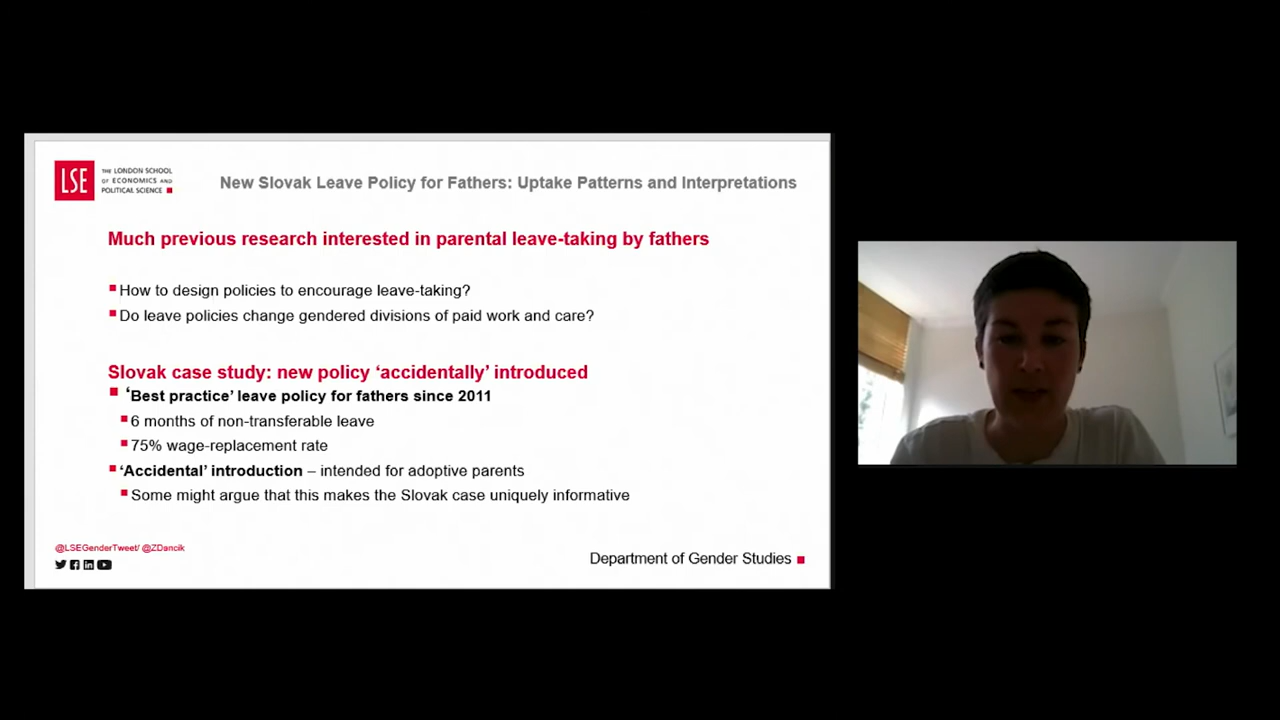 LSE
THE LONDON SCHOOL
OF ECONOMICS AND
POLITICAL SCIENCE
New Slovak Leave Policy for Fathers: Uptake Patterns and Interpretations
Much previous research interested in parental leave-taking by fathers
How to design policies to encourage leave-taking?
Do leave policies change gendered divisions of paid work and care?
Slovak case study: new policy ‘accidentally’ introduced
‘Best practice’ leave policy for fathers since 2011
6 months of non-transferable leave
75% wage-replacement rate
‘Accidental’ introduction – intended for adoptive parents
Some might argue that this makes the Slovak case uniquely informative
@LSEGenderTweet/ @ZDancik
Department of Gender Studies